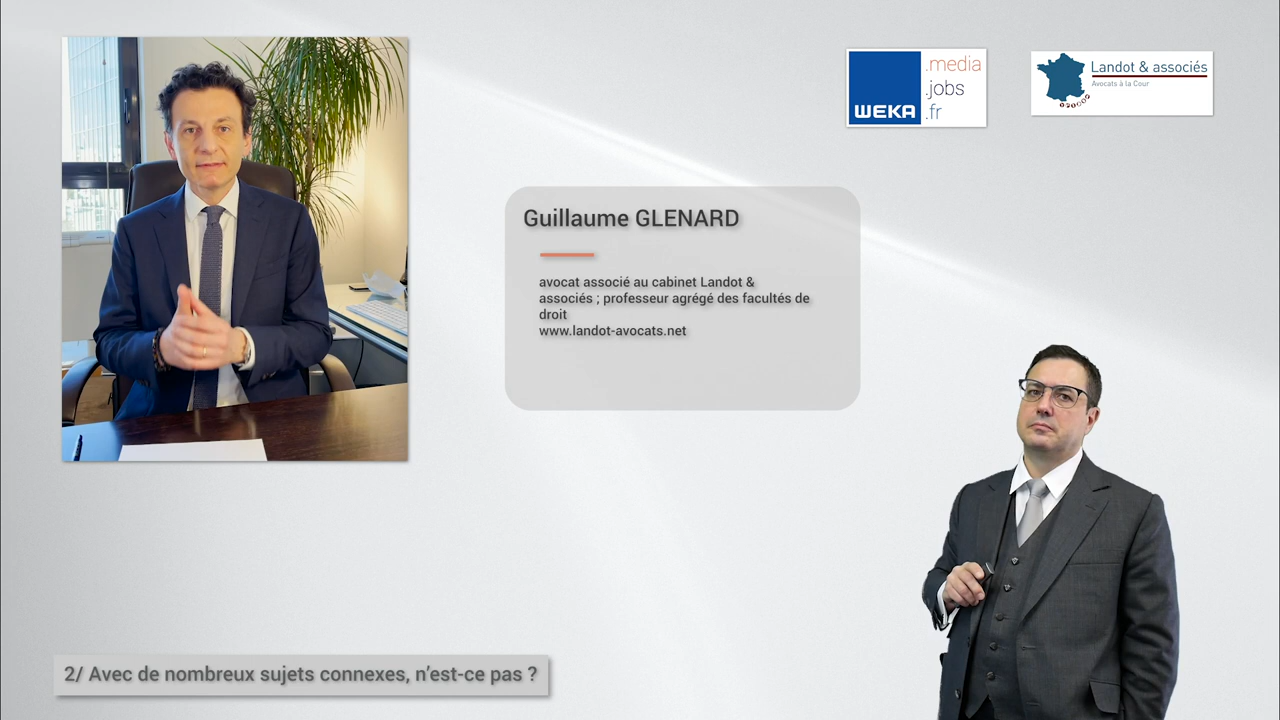 WEKA
.media
.jobs
.fr
Landot & associés
Avocats à la Cour
Guillaume GLENARD
avocat associé au cabinet Landot &
associés ; professeur agrégé des facultés de
droit
www.landot-avocats.net
2/ Avec de nombreux sujets connexes, n’est-ce pas ?